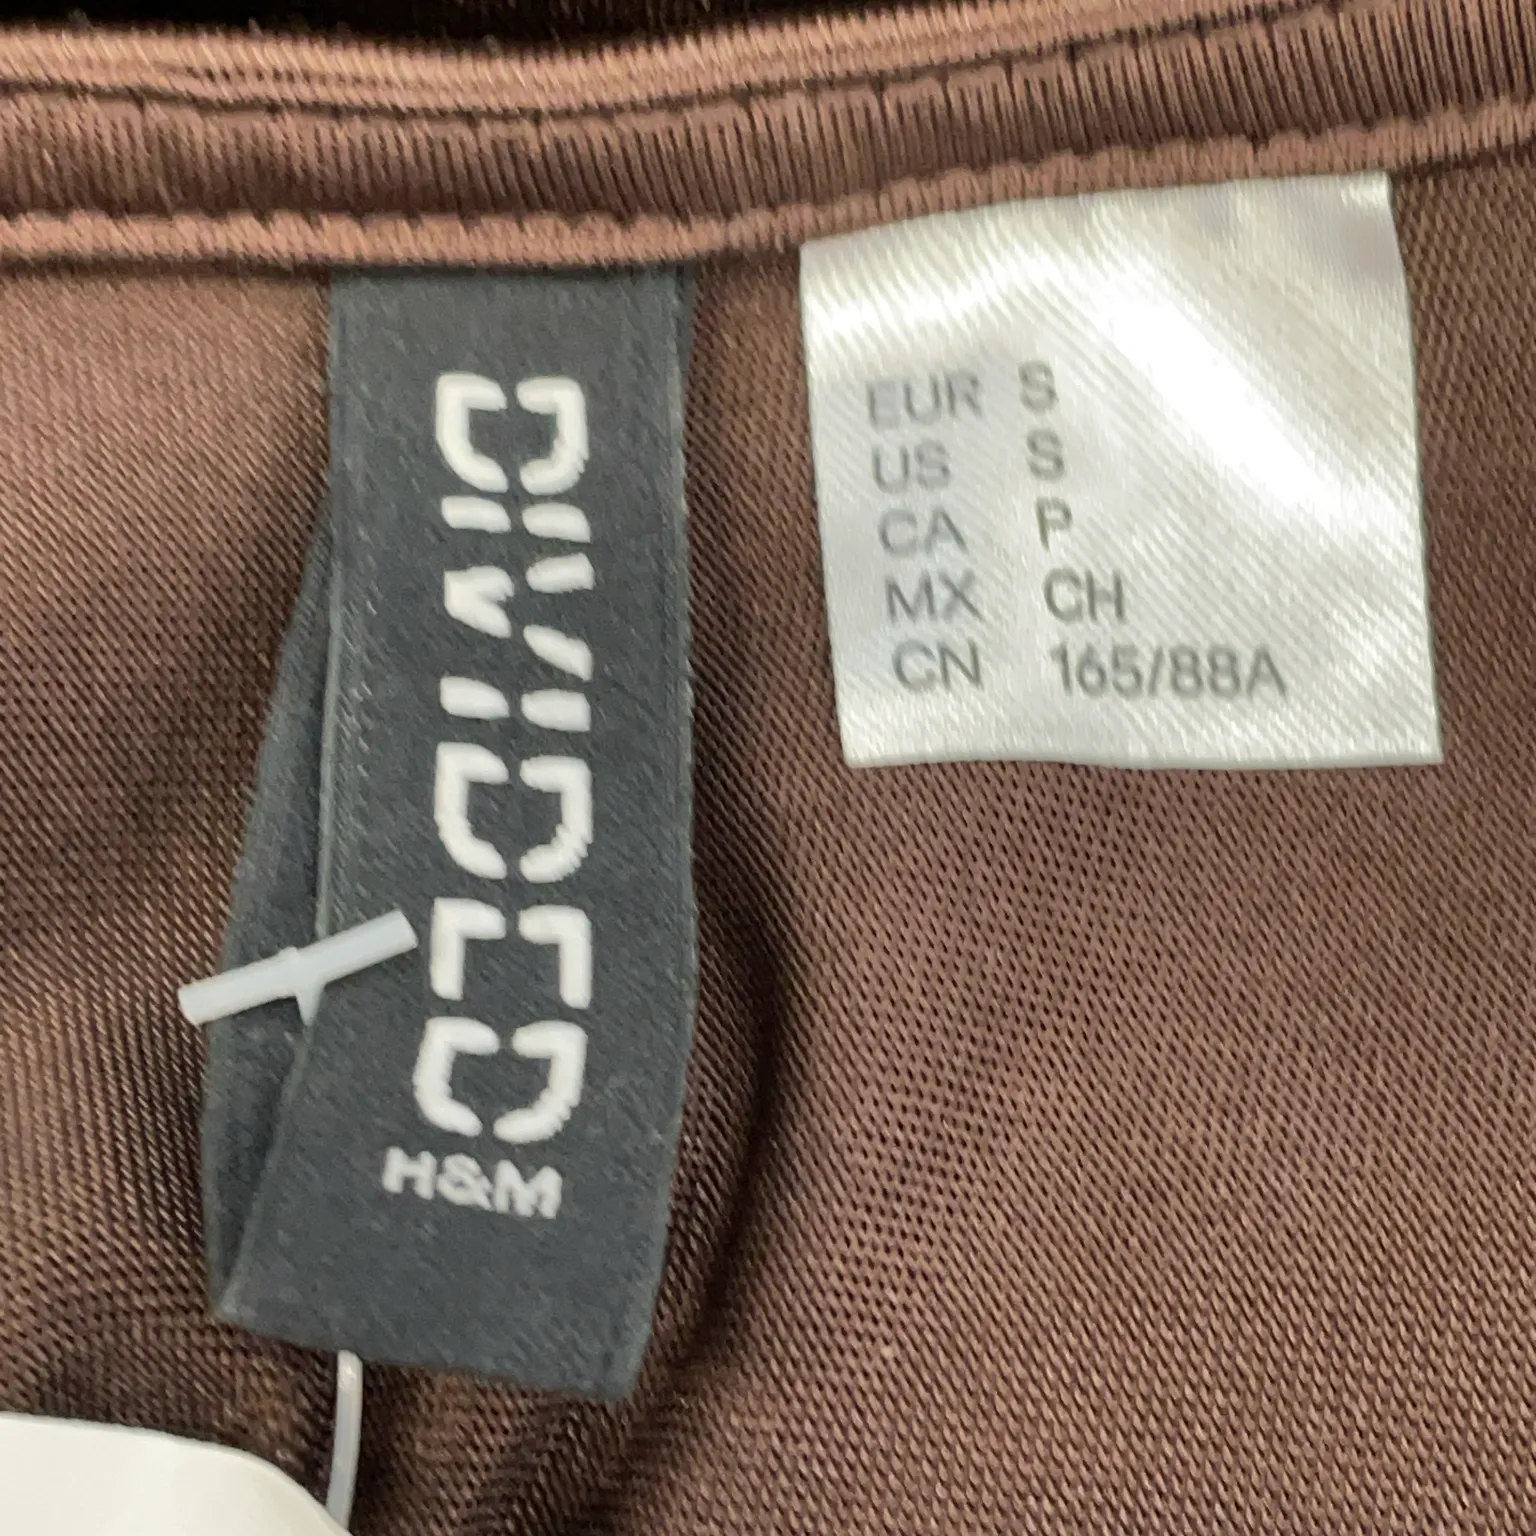 DIVIDED
H&M
EUR S
US S
CA P
MX CH
CN 165/88A